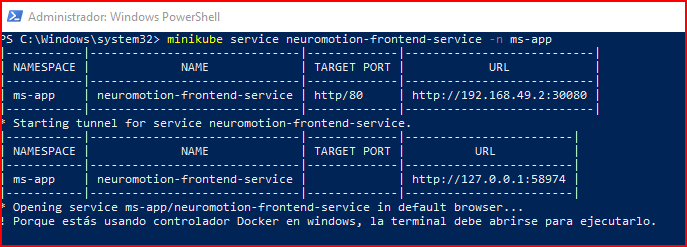 Administrador: Windows PowerShell
PS C:\Windows\system32> minikube service neuromotion-frontend-service -n ms-app
|-----------|------------------------------|-------------|---------------------------|
| NAMESPACE | NAME | TARGET PORT | URL |
|-----------|------------------------------|-------------|---------------------------|
| ms-app | neuromotion-frontend-service | http/80 | http://192.168.49.2:30080 |
|-----------|------------------------------|-------------|---------------------------|
* Starting tunnel for service neuromotion-frontend-service.
|-----------|------------------------------|-------------|------------------------|
| NAMESPACE | NAME | TARGET PORT | URL |
|-----------|------------------------------|-------------|------------------------|
| ms-app | neuromotion-frontend-service | | http://127.0.0.1:58974 |
|-----------|------------------------------|-------------|------------------------|
* Opening service ms-app/neuromotion-frontend-service in default browser...
! Porque estás usando controlador Docker en windows, la terminal debe abrirse para ejecutarlo.